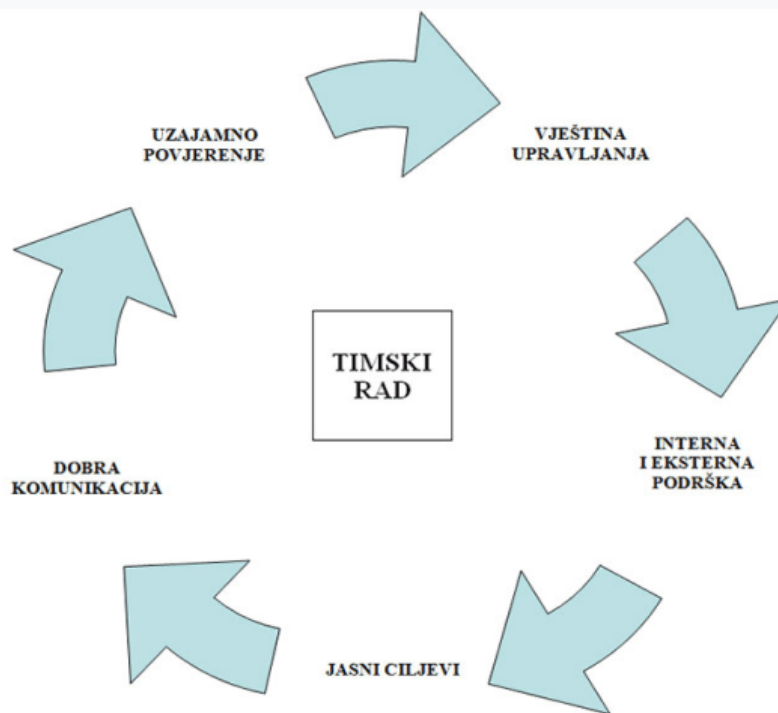 UZAJAMNO
POVJERENJE
VJEŠTINA
UPRAVLJANJA
TIMSKI
RAD
INTERNA
I EKSTERNA
PODRŠKA
DOBRA
KOMUNIKACIJA
JASNI CILJEVI